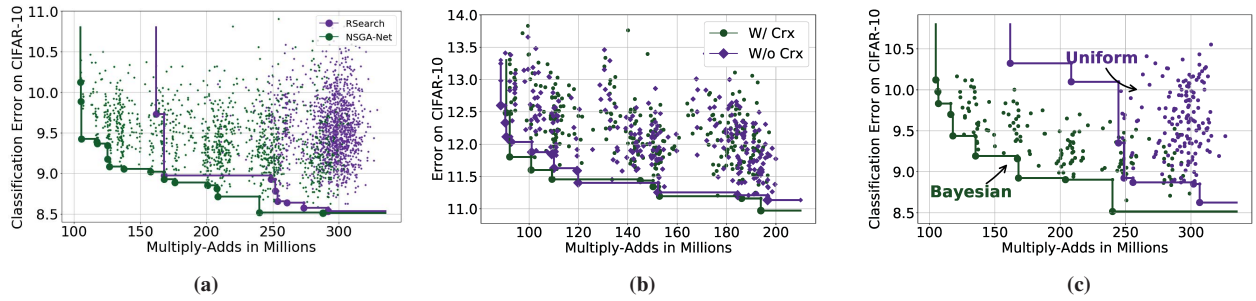 Classification Error on CIFAR-10
11.0
10.5
10.0
9.5
9.0
8.5
100 150 200 250 300
Multiply-Adds in Millions
RSearch
NSGA-Net
(a)
Error on CIFAR-10
14.0
13.5
13.0
12.5
12.0
11.5
11.0
100 120 140 160 180 200
Multiply-Adds in Millions
W/ Crx
W/o Crx
(b)
Classification Error on CIFAR-10
10.5
10.0
9.5
9.0
8.5
100 150 200 250 300
Multiply-Adds in Millions
Uniform
Bayesian
(c)